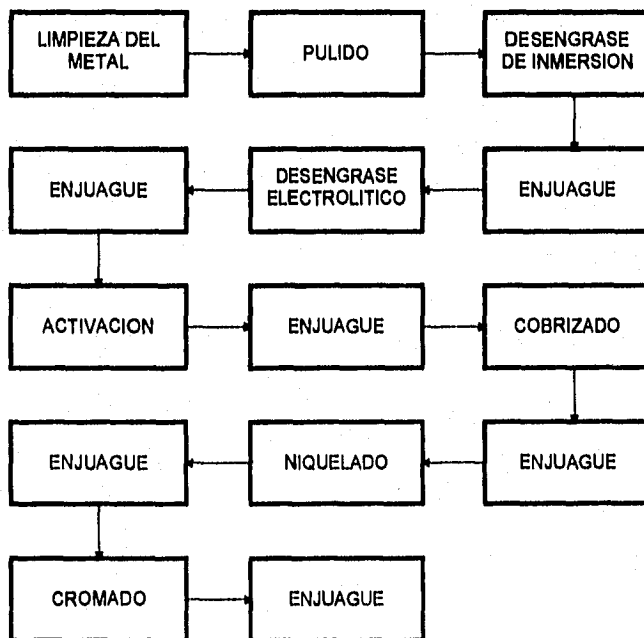 LIMPIEZA DEL
METAL
PULIDO
DESENGRASE
DE INMERSION
ENJUAGUE
DESENGRASE
ELECTROLITICO
ENJUAGUE
ACTIVACION
ENJUAGUE
COBRIZADO
ENJUAGUE
NIQUELADO
ENJUAGUE
CROMADO
ENJUAGUE